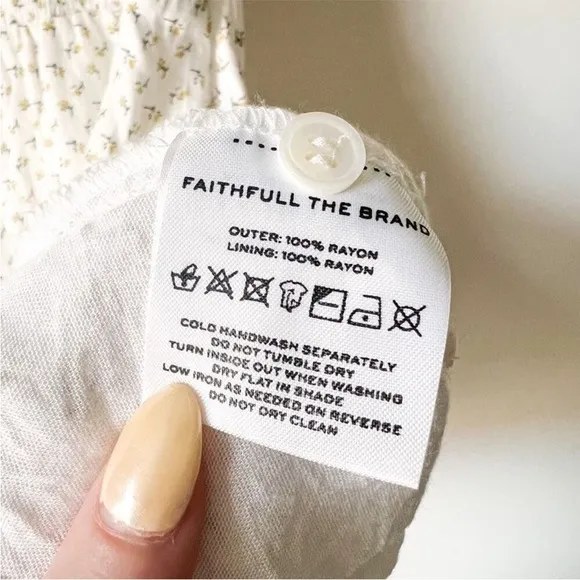 FAITHFULL THE BRAND
OUTER: 100% RAYON
LINING: 100% RAYON
COLD HANDWASH SEPARATELY
DO NOT TUMBLE DRY
TURN INSIDE OUT WHEN WASHING
DRY FLAT IN SHADE
LOW IRON AS NEEDED ON REVERSE
DO NOT DRY CLEAN